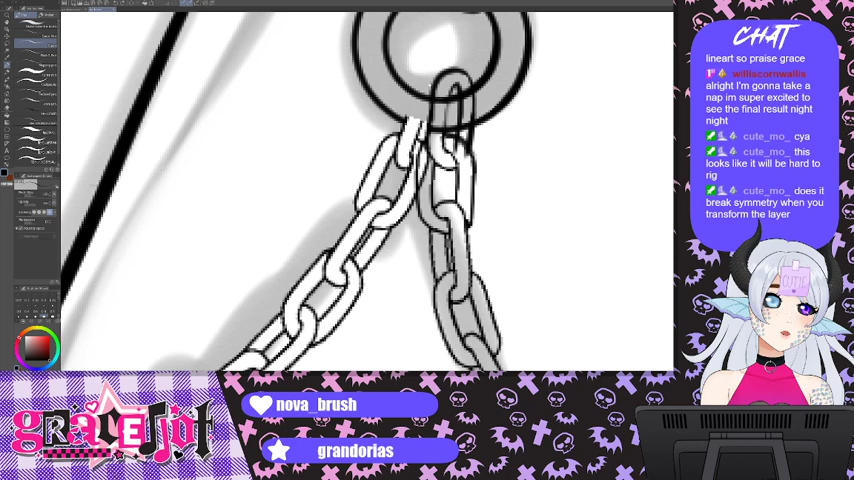 CHAT
lineart so praise grace
williscornwallis
alright I'm gonna take a
nap im super excited to
see the final result night
night
cute_mo_ cya
cute_mo_ this
looks like it will be hard to
rig
cute_mo_ does it
break symmetry when you
transform the layer
CUTIE
GRACEJOt
nova_brush
grandorias